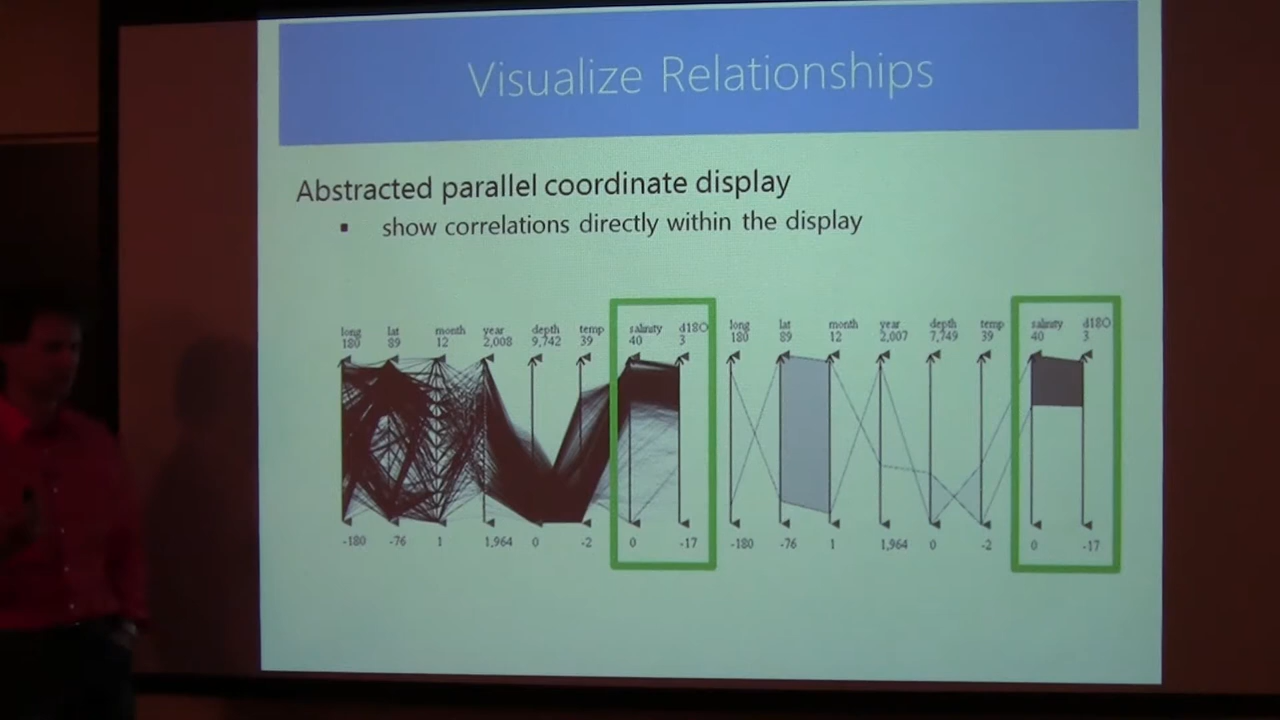 Visualize Relationships
Abstracted parallel coordinate display
▪ show correlations directly within the display
long lat month year depth temp salinity d18O long lat month year depth temp salinity d18O
180 89 12 2,008 9,742 39 40 3 180 89 12 2,007 7,749 39 40 3
-180 -76 1 1,964 0 -2 0 -17 -180 -76 1 1,964 0 -2 0 -17